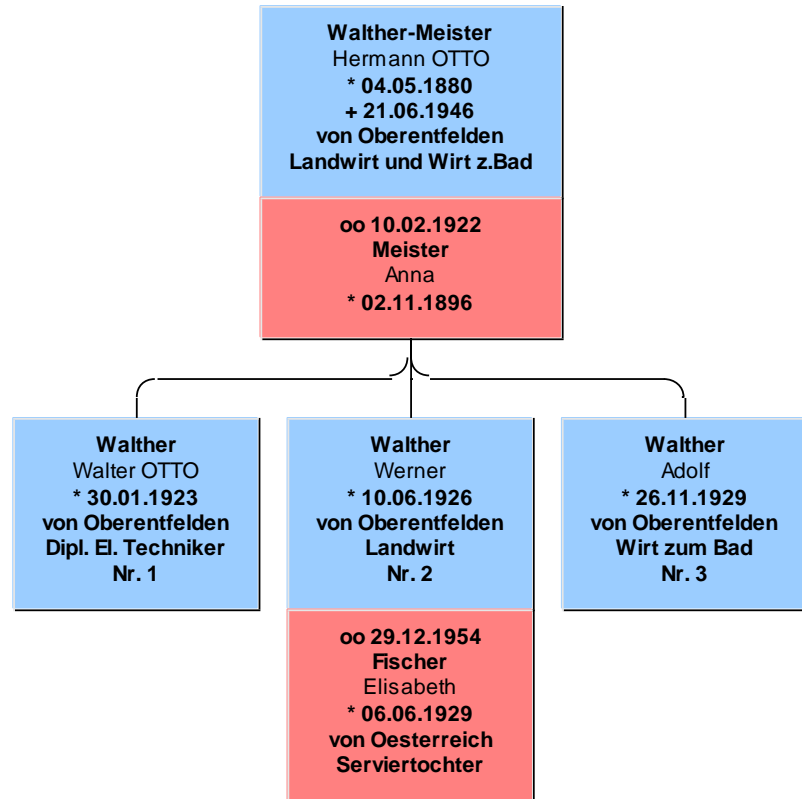 Walther-Meister
Hermann OTTO
* 04.05.1880
+ 21.06.1946
von Oberentfelden
Landwirt und Wirt z.Bad
oo 10.02.1922
Meister
Anna
* 02.11.1896
Walther
Walter OTTO
* 30.01.1923
von Oberentfelden
Dipl. El. Techniker
Nr. 1
Walther
Werner
* 10.06.1926
von Oberentfelden
Landwirt
Nr. 2
oo 29.12.1954
Fischer
Elisabeth
* 06.06.1929
von Oesterreich
Serviertochter
Walther
Adolf
* 26.11.1929
von Oberentfelden
Wirt zum Bad
Nr. 3